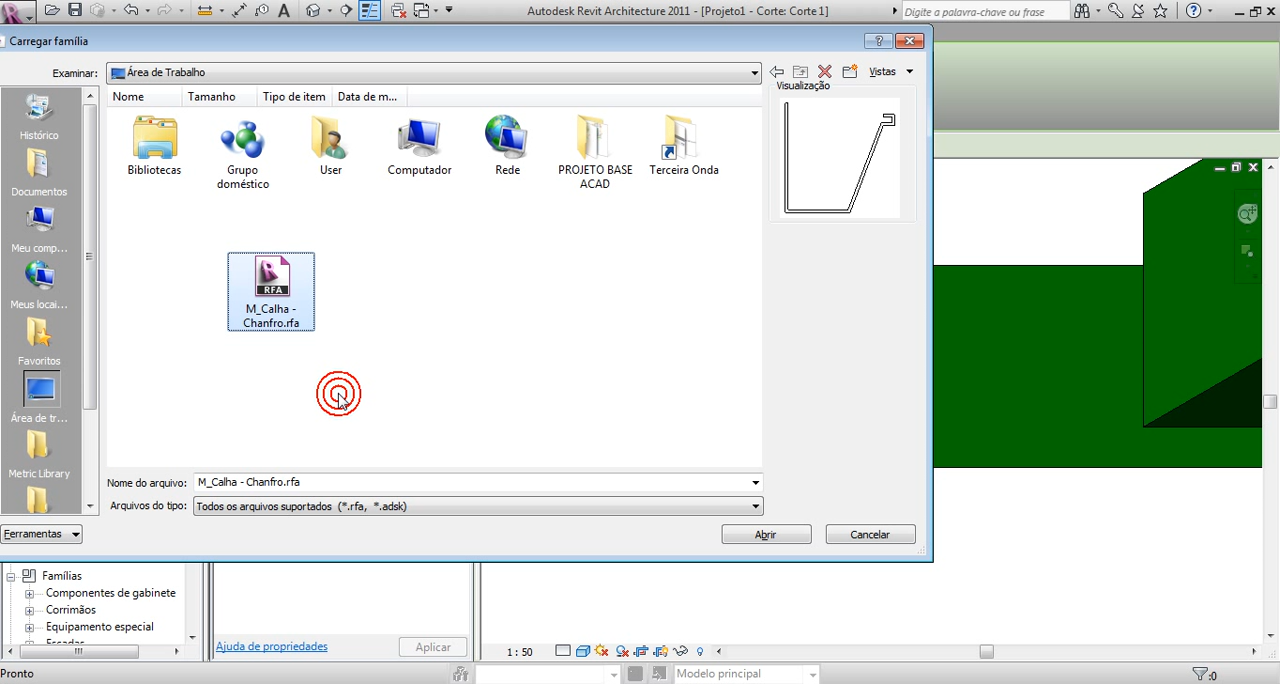 Autodesk Revit Architecture 2011 - [Projeto1 - Corte: Corte 1]
Digite a palavra-chave ou frase
Carregar família
Examinar:
Área de Trabalho
Vistas
Nome
Tamanho
Tipo de item
Data de m...
Visualização
Histórico
Documentos
Meu comp...
Meus locai...
Favoritos
Área de tr...
Metric Library
Bibliotecas
Grupo
doméstico
User
Computador
Rede
PROJETO BASE
ACAD
Terceira Onda
RFA
M_Calha -
Chanfro.rfa
Nome do arquivo:
M_Calha - Chanfro.rfa
Arquivos do tipo:
Todos os arquivos suportados (*.rfa, *.adsk)
Ferramentas
Abrir
Cancelar
Famílias
Componentes de gabinete
Corrimãos
Equipamento especial
Escadas
Ajuda de propriedades
Aplicar
1 : 50
Pronto
Modelo principal
:0